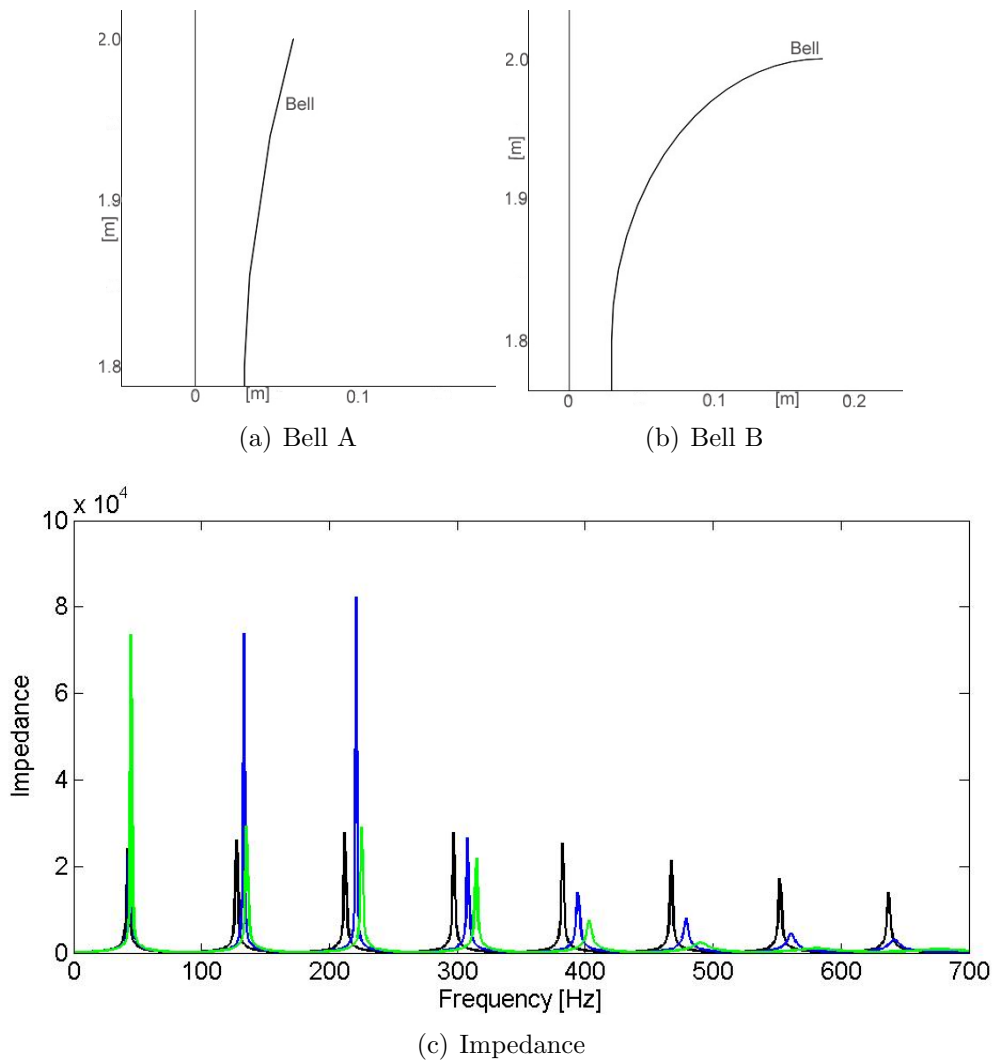 2.0
Bell
1.9
[m]
1.8
0
[m]
0.1
(a) Bell A
2.0
Bell
[m]
1.9
1.8
0
0.1
[m]
0.2
(b) Bell B
10 x 10^4
8
6
4
2
0
Impedance
0 100 200 300 400 500 600 700
Frequency [Hz]
(c) Impedance